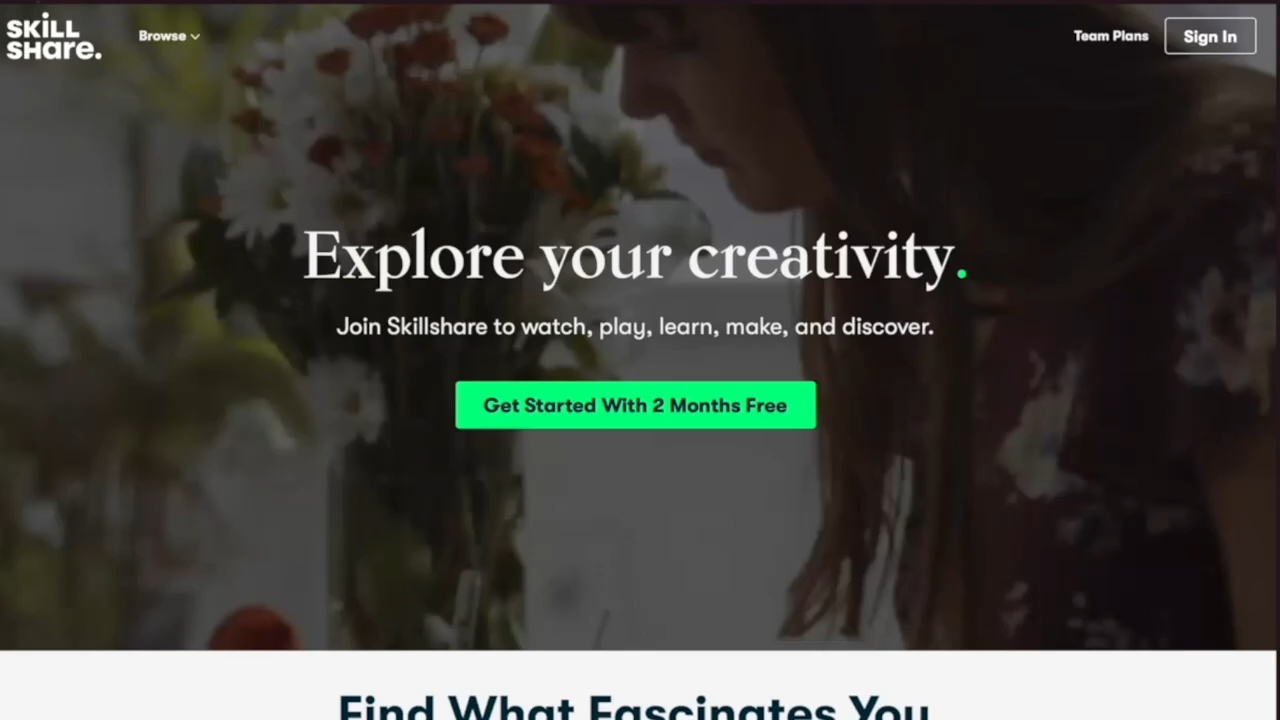 SKILL
SHare.
Browse
Team Plans
Sign In
Explore your creativity.
Join Skillshare to watch, play, learn, make, and discover.
Get Started With 2 Months Free
Find What Fascinates You